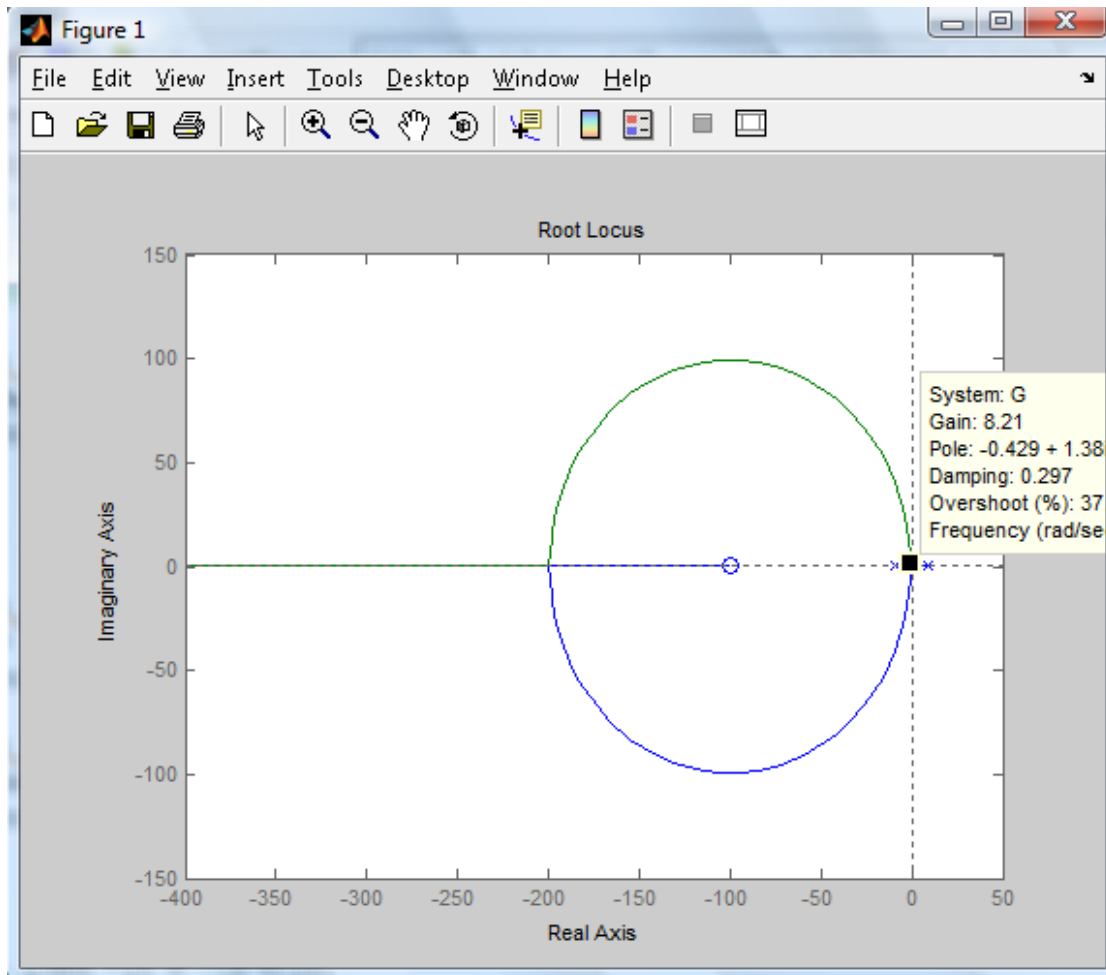 Figure 1
File Edit View Insert Tools Desktop Window Help
Root Locus
150
100
50
0
-50
-100
-150
Imaginary Axis
System: G
Gain: 8.21
Pole: -0.429 + 1.38
Damping: 0.297
Overshoot (%): 37
Frequency (rad/se
-400 -350 -300 -250 -200 -150 -100 -50 0 50
Real Axis